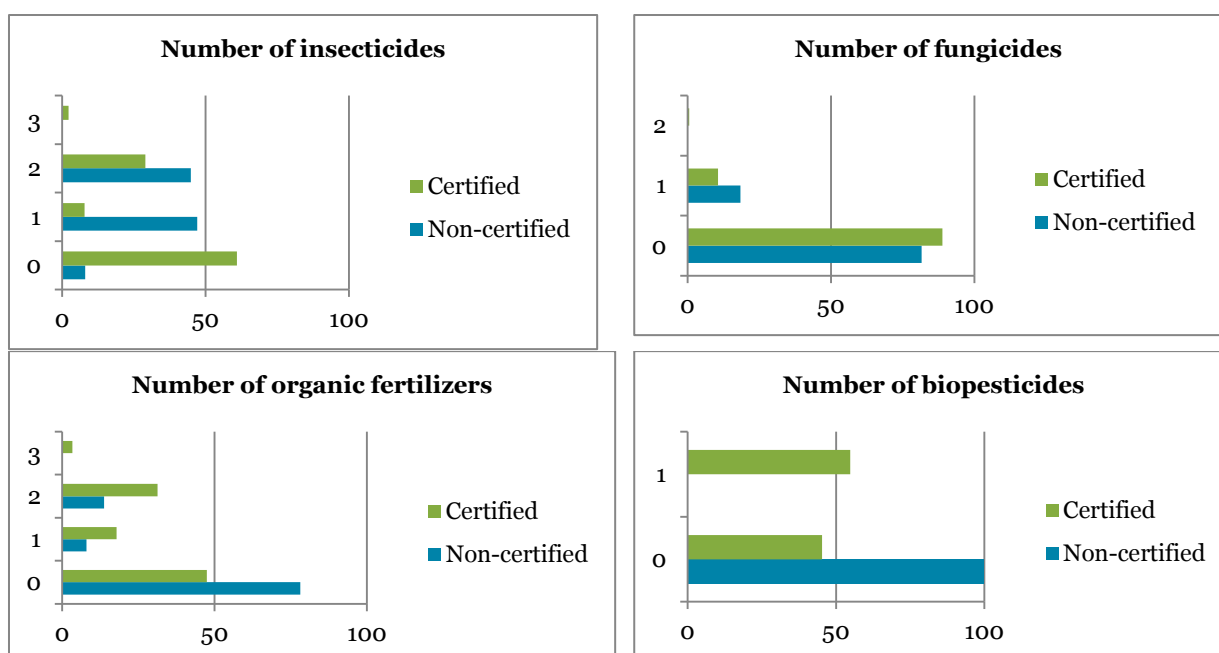 Number of insecticides
3
2
1
0
0 50 100
Certified
Non-certified
Number of fungicides
2
1
0
0 50 100
Certified
Non-certified
Number of organic fertilizers
3
2
1
0
0 50 100
Certified
Non-certified
Number of biopesticides
1
0
0 50 100
Certified
Non-certified